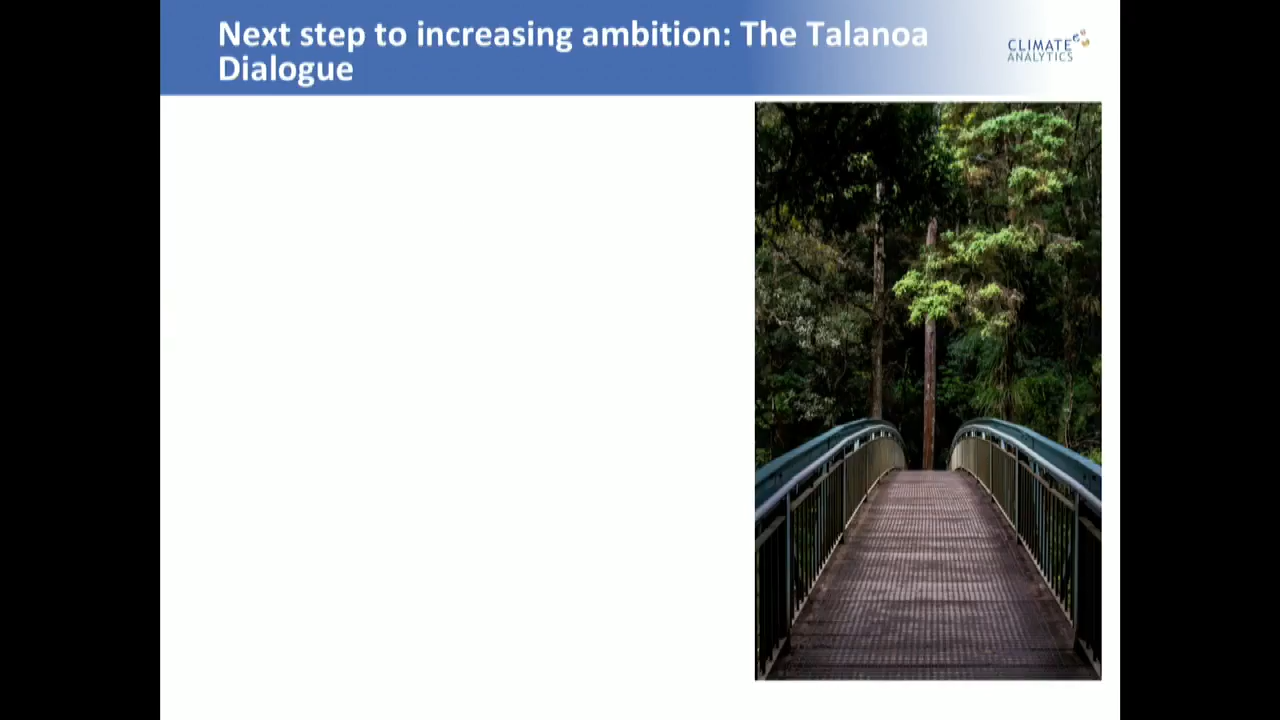 Next step to increasing ambition: The Talanoa
Dialogue
CLIMATE
ANALYTICS